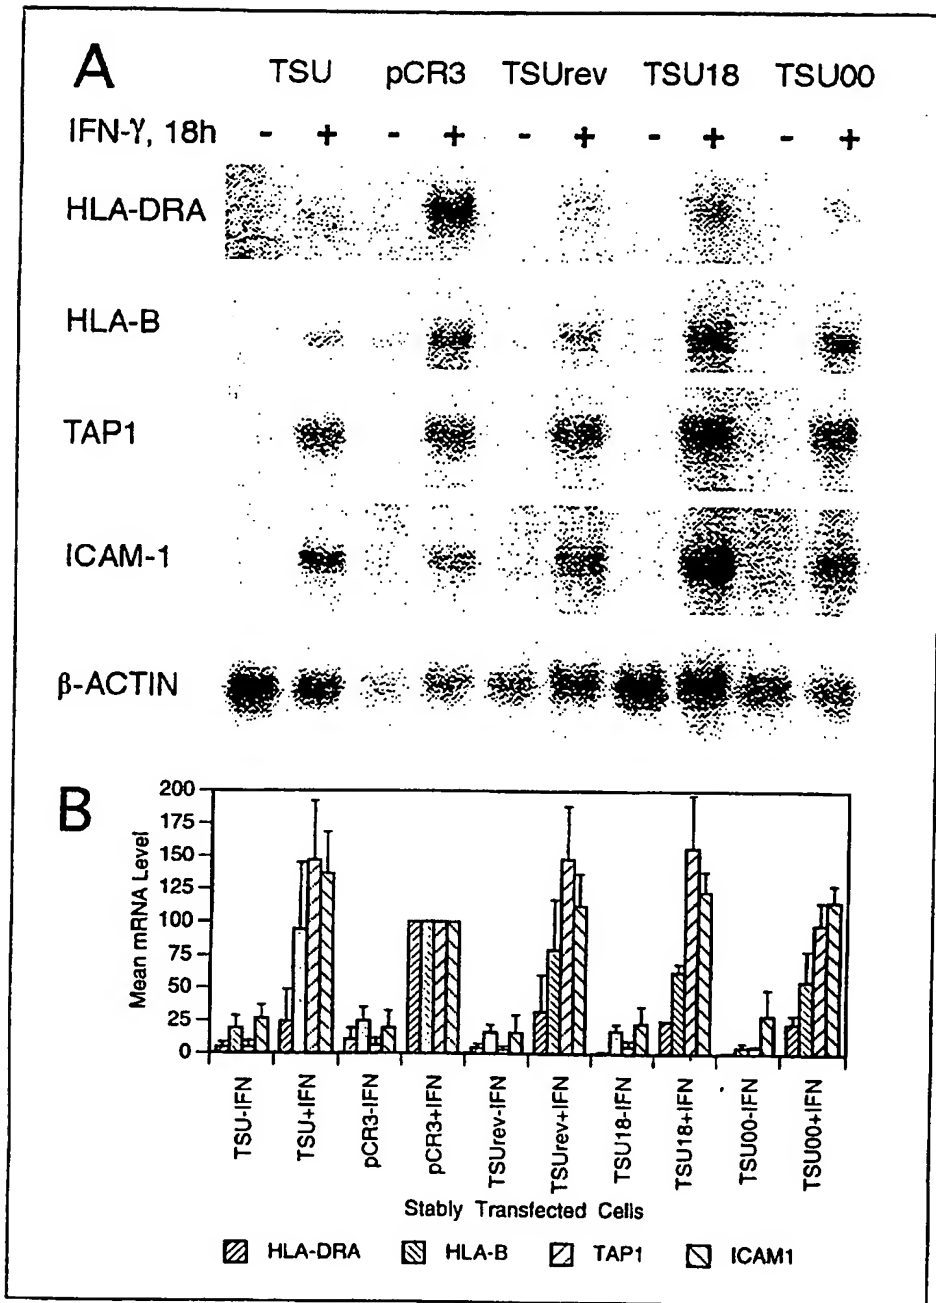 A
TSU pCR3 TSUrev TSU18 TSU00
IFN-γ, 18h - + - + - + - + - +
HLA-DRA
HLA-B
TAP1
ICAM-1
β-ACTIN
B
Mean mRNA Level
200
175
150
125
100
75
50
25
0
TSU-IFN
TSU+IFN
pCR3-IFN
pCR3+IFN
TSUrev-IFN
TSUrev+IFN
TSU18-IFN
TSU18+IFN
TSU00-IFN
TSU00+IFN
Stably Transfected Cells
HLA-DRA HLA-B TAP1 ICAM1